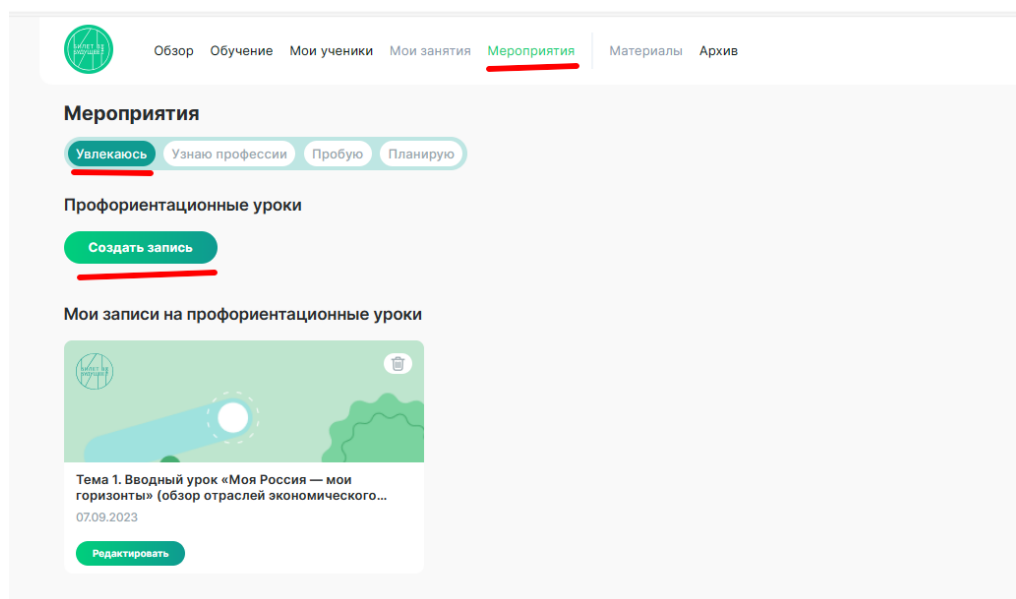 БИЛЕТ В БУДУЩЕЕ
Обзор Обучение Мои ученики Мои занятия Мероприятия Материалы Архив
Мероприятия
Увлекаюсь Узнаю профессии Пробую Планирую
Профориентационные уроки
Создать запись
Мои записи на профориентационные уроки
Тема 1. Вводный урок «Моя Россия — мои
горизонты» (обзор отраслей экономического...
07.09.2023
Редактировать